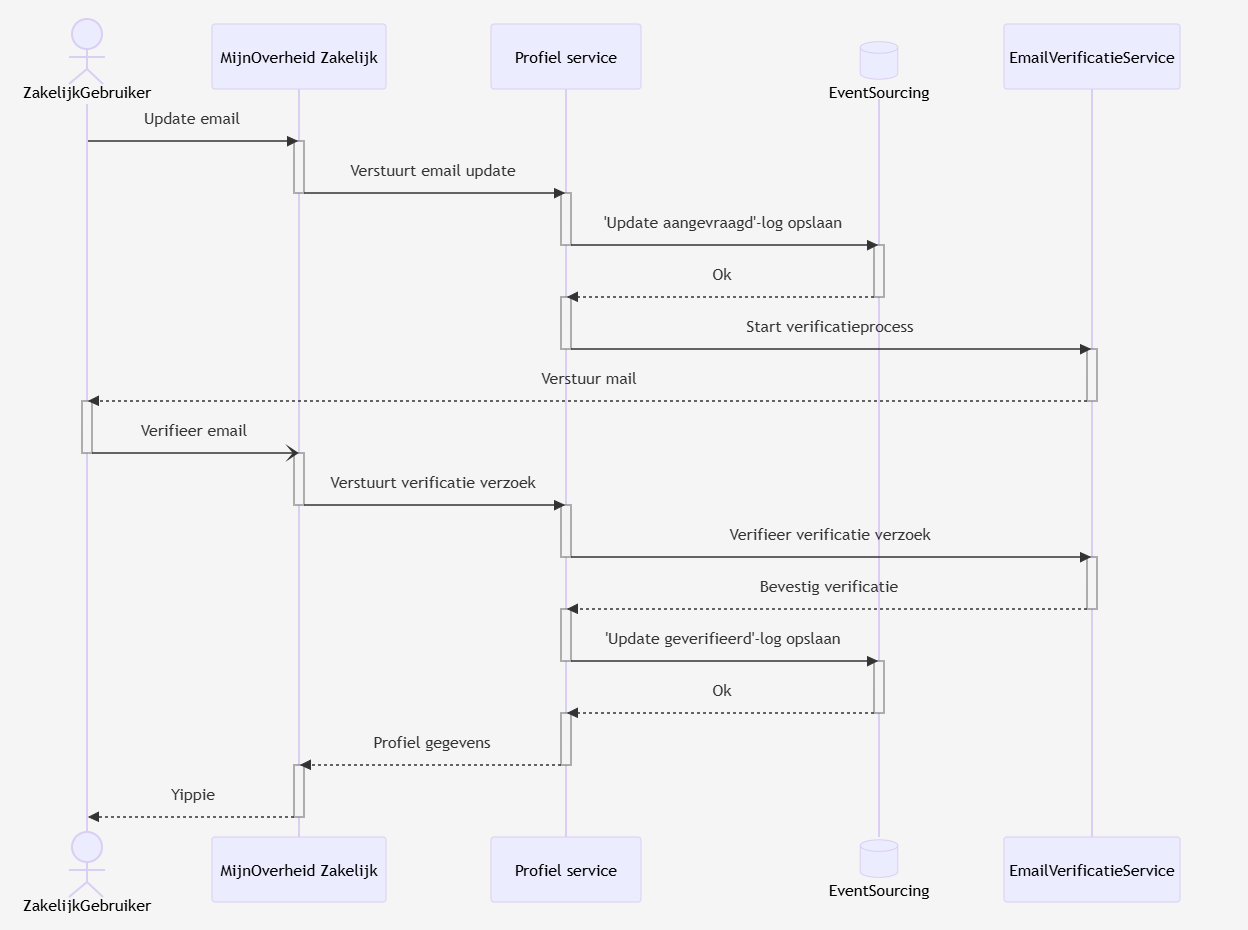 ZakelijkGebruiker
MijnOverheid Zakelijk
Profiel service
EventSourcing
EmailVerificatieService
Update email
Verstuurt email update
'Update aangevraagd'-log opslaan
Ok
Start verificatieprocess
Verstuur mail
Verifieer email
Verstuurt verificatie verzoek
Verifieer verificatie verzoek
Bevestig verificatie
'Update geverifieerd'-log opslaan
Ok
Profiel gegevens
Yippie
ZakelijkGebruiker
MijnOverheid Zakelijk
Profiel service
EventSourcing
EmailVerificatieService